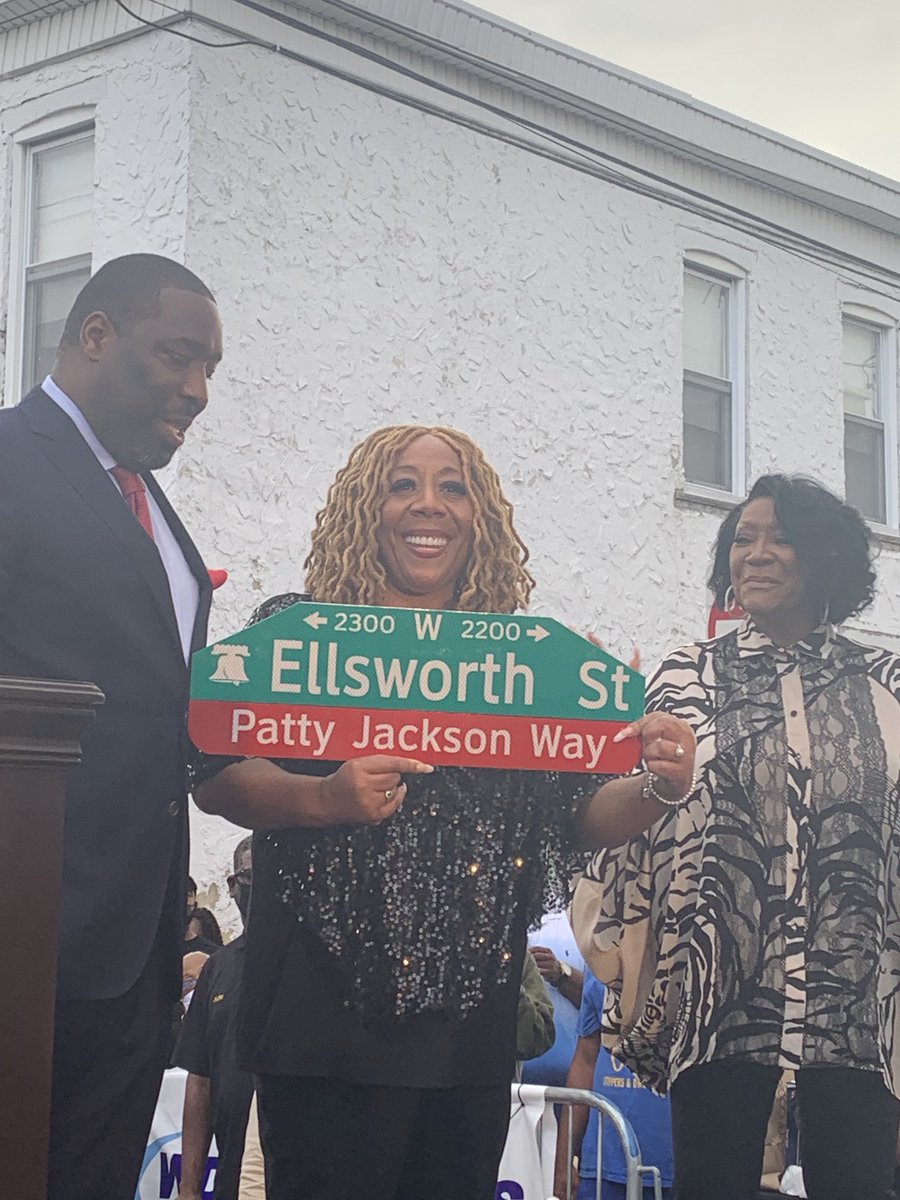 ← 2300 W 2200 →
Ellsworth St
Patty Jackson Way